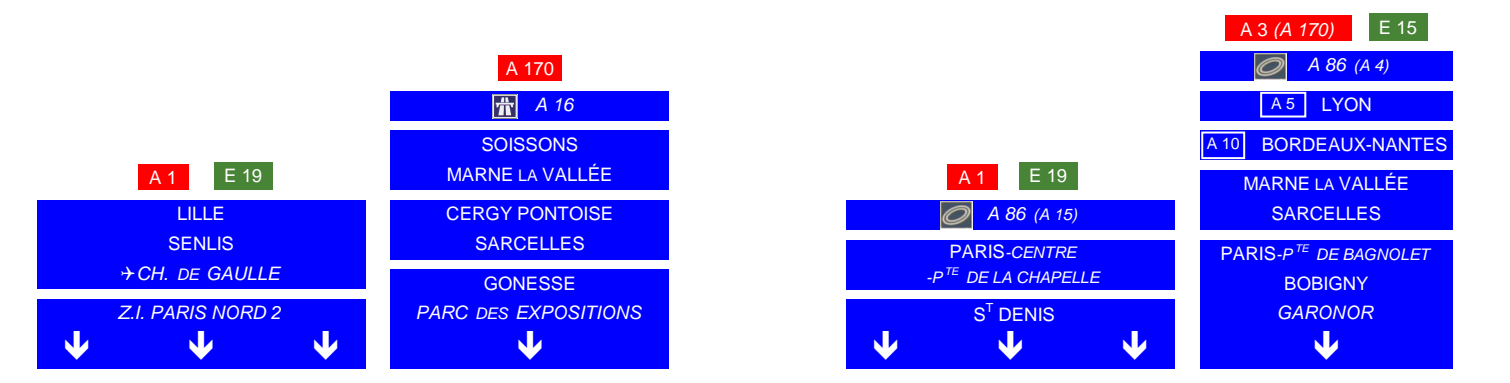 A 1 E 19
LILLE
SENLIS
CH. DE GAULLE
Z.I. PARIS NORD 2
A 170
A 16
SOISSONS
MARNE LA VALLÉE
CERGY PONTOISE
SARCELLES
GONESSE
PARC DES EXPOSITIONS
A 1 E 19
A 86 (A 15)
PARIS-CENTRE
-PTE DE LA CHAPELLE
ST DENIS
A 3 (A 170) E 15
A 86 (A 4)
A 5 LYON
A 10 BORDEAUX-NANTES
MARNE LA VALLÉE
SARCELLES
PARIS-PTE DE BAGNOLET
BOBIGNY
GARONOR